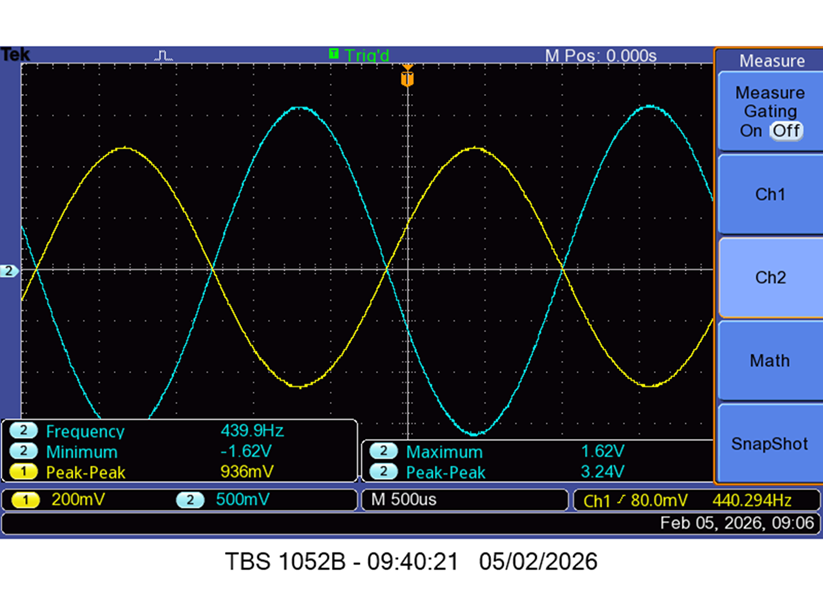 Tek T Trig'd M Pos: 0.000s
Measure
T
Measure
Gating
On Off
Ch1
2
Ch2
Math
SnapShot
2 Frequency 439.9Hz
2 Minimum -1.62V
1 Peak-Peak 936mV
2 Maximum 1.62V
2 Peak-Peak 3.24V
1 200mV 2 500mV M 500us Ch1 80.0mV 440.294Hz
Feb 05, 2026, 09:06
TBS 1052B - 09:40:21 05/02/2026